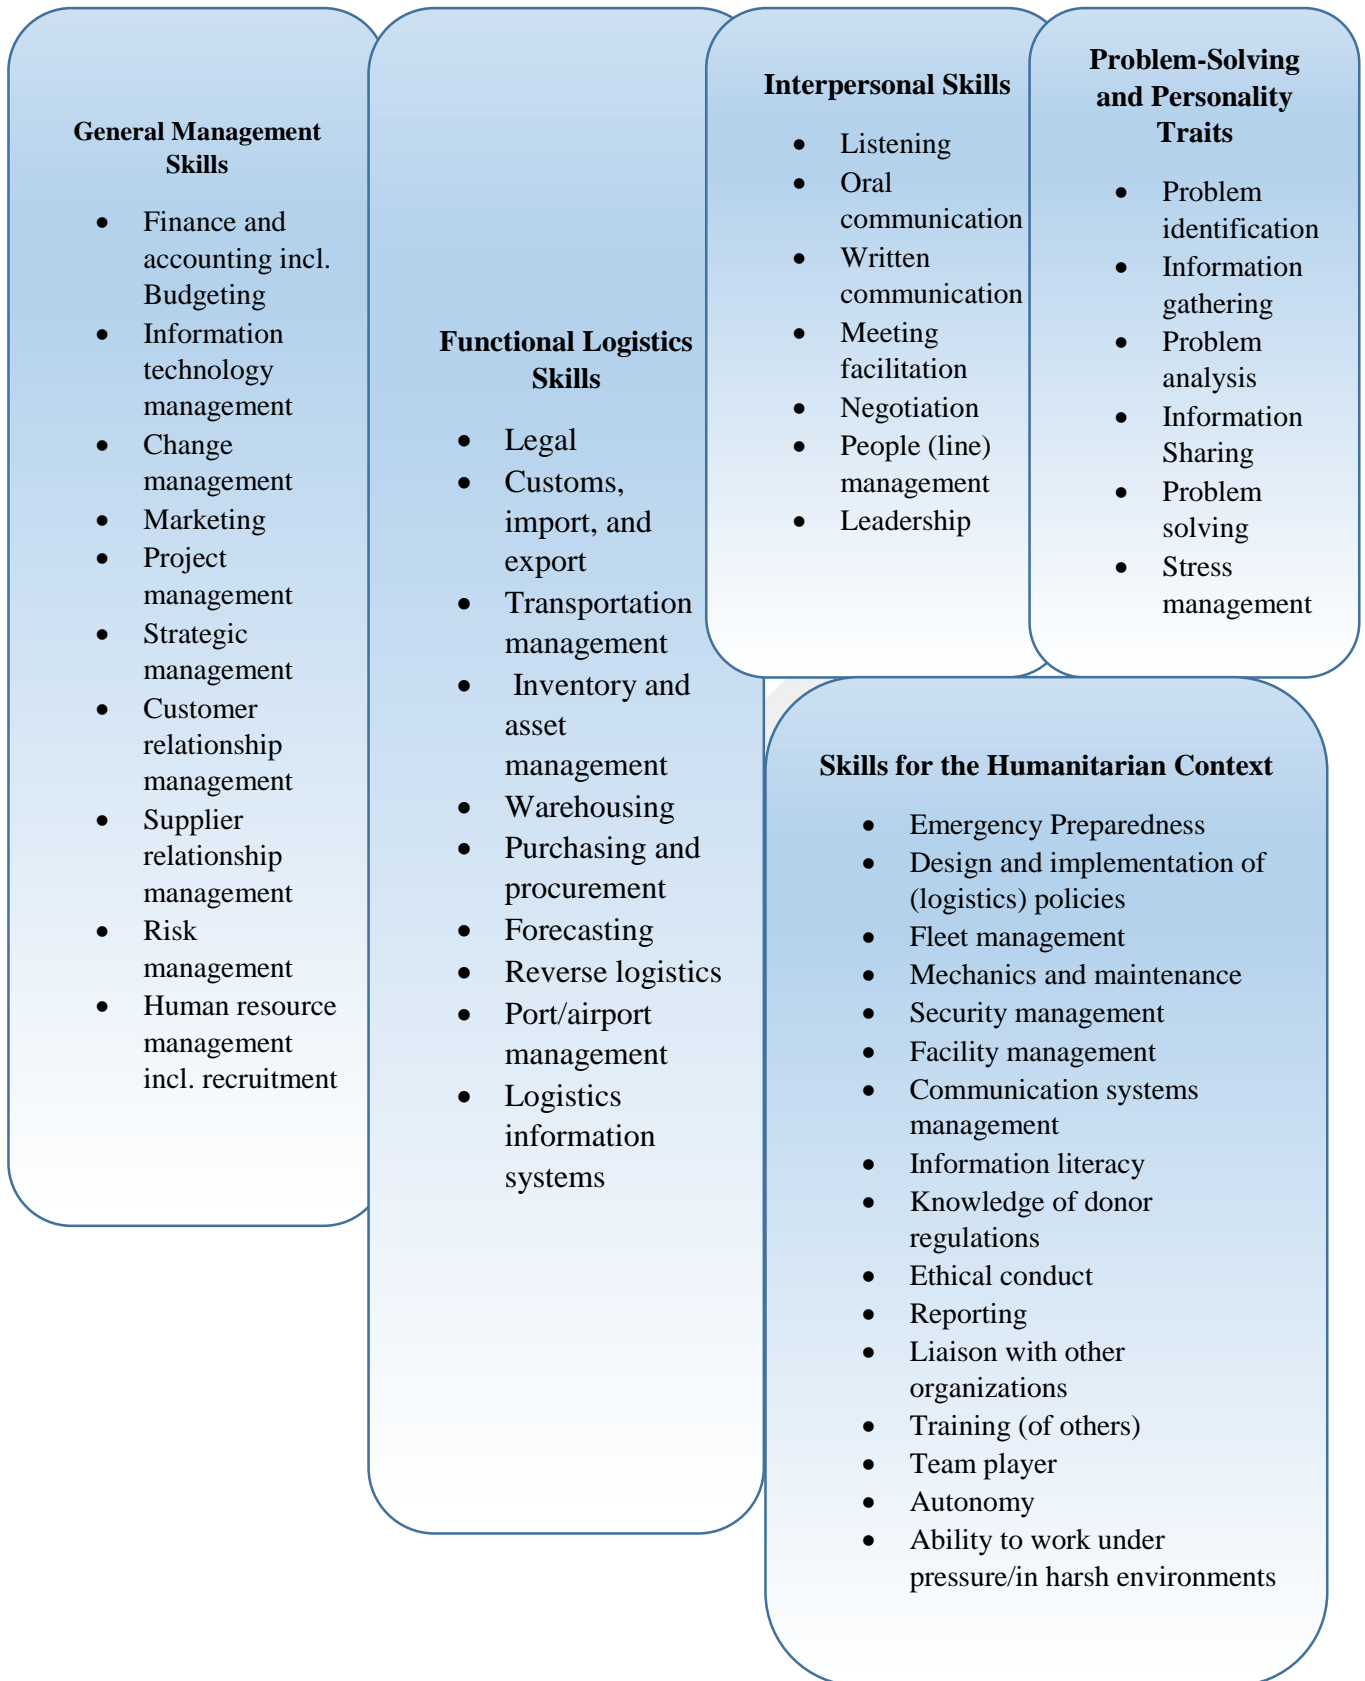 General Management
Skills
• Finance and
accounting incl.
Budgeting
• Information
technology
management
• Change
management
• Marketing
• Project
management
• Strategic
management
• Customer
relationship
management
• Supplier
relationship
management
• Risk
management
• Human resource
management
incl. recruitment
Functional Logistics
Skills
• Legal
• Customs,
import, and
export
• Transportation
management
• Inventory and
asset
management
• Warehousing
• Purchasing and
procurement
• Forecasting
• Reverse logistics
• Port/airport
management
• Logistics
information
systems
Interpersonal Skills
• Listening
• Oral
communication
• Written
communication
• Meeting
facilitation
• Negotiation
• People (line)
management
• Leadership
Problem-Solving
and Personality
Traits
• Problem
identification
• Information
gathering
• Problem
analysis
• Information
Sharing
• Problem
solving
• Stress
management
Skills for the Humanitarian Context
• Emergency Preparedness
• Design and implementation of
(logistics) policies
• Fleet management
• Mechanics and maintenance
• Security management
• Facility management
• Communication systems
management
• Information literacy
• Knowledge of donor
regulations
• Ethical conduct
• Reporting
• Liaison with other
organizations
• Training (of others)
• Team player
• Autonomy
• Ability to work under
pressure/in harsh environments